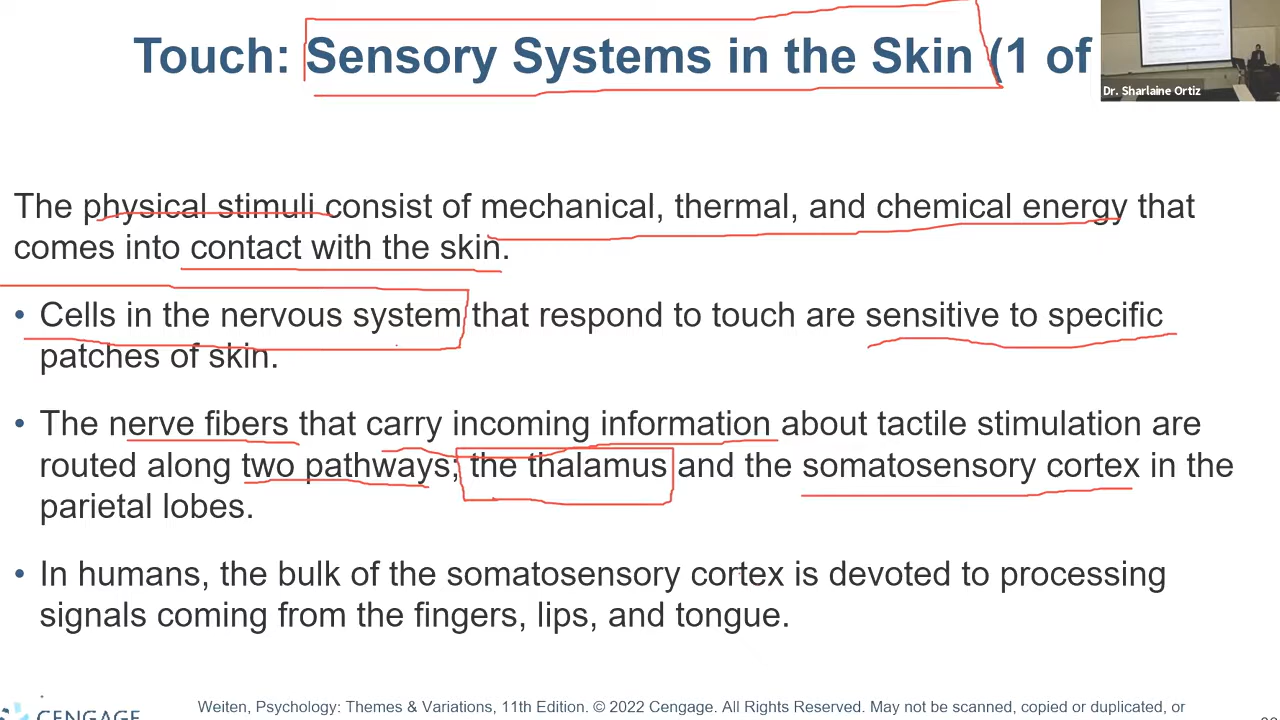 Touch: Sensory Systems in the Skin (1 of
Dr. Sharlaine Ortiz
The physical stimuli consist of mechanical, thermal, and chemical energy that
comes into contact with the skin.
• Cells in the nervous system that respond to touch are sensitive to specific
patches of skin.
• The nerve fibers that carry incoming information about tactile stimulation are
routed along two pathways; the thalamus and the somatosensory cortex in the
parietal lobes.
• In humans, the bulk of the somatosensory cortex is devoted to processing
signals coming from the fingers, lips, and tongue.
CENGAGE
Weiten, Psychology: Themes & Variations, 11th Edition. © 2022 Cengage. All Rights Reserved. May not be scanned, copied or duplicated, or